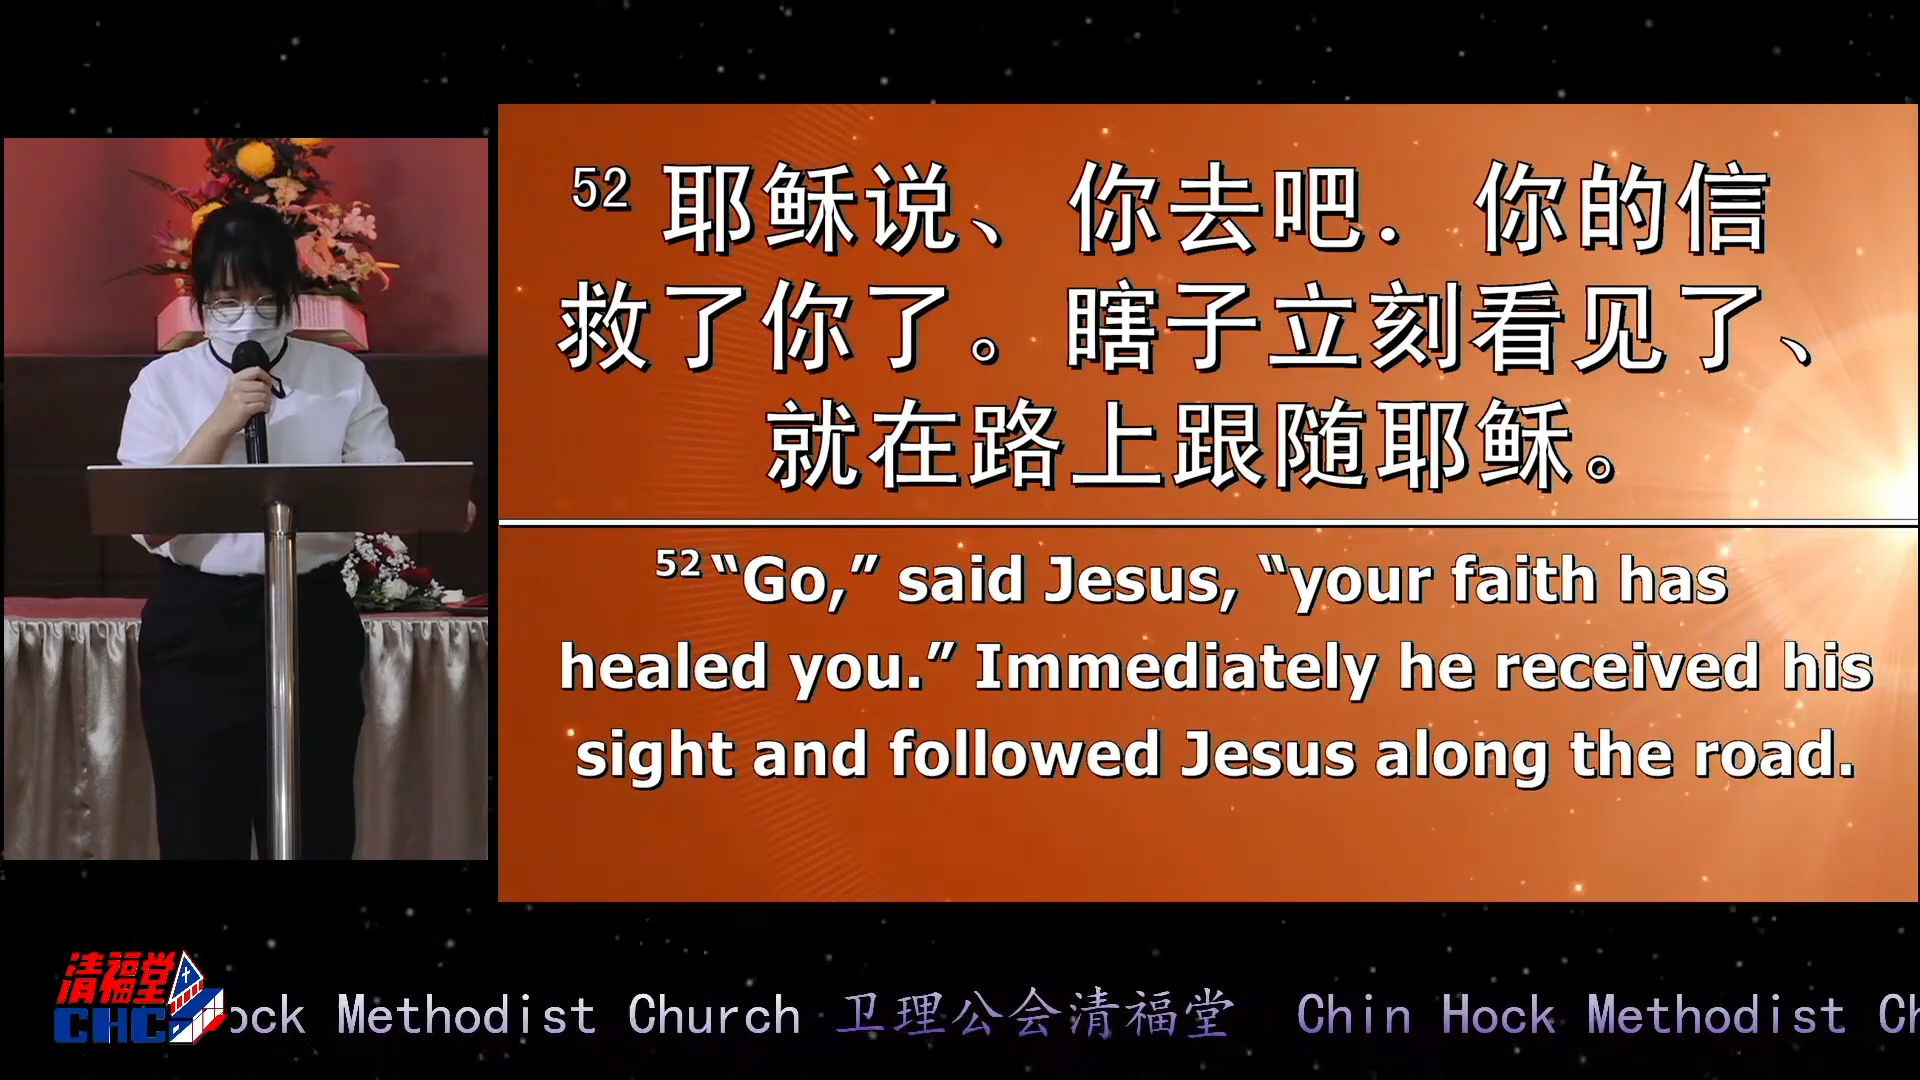 52 耶稣说、你去吧．你的信
救了你了。瞎子立刻看见了、
就在路上跟随耶稣。
52 “Go,” said Jesus, “your faith has
healed you.” Immediately he received his
sight and followed Jesus along the road.
清福堂
CHC
ock Methodist Church 卫理公会清福堂 Chin Hock Methodist Ch